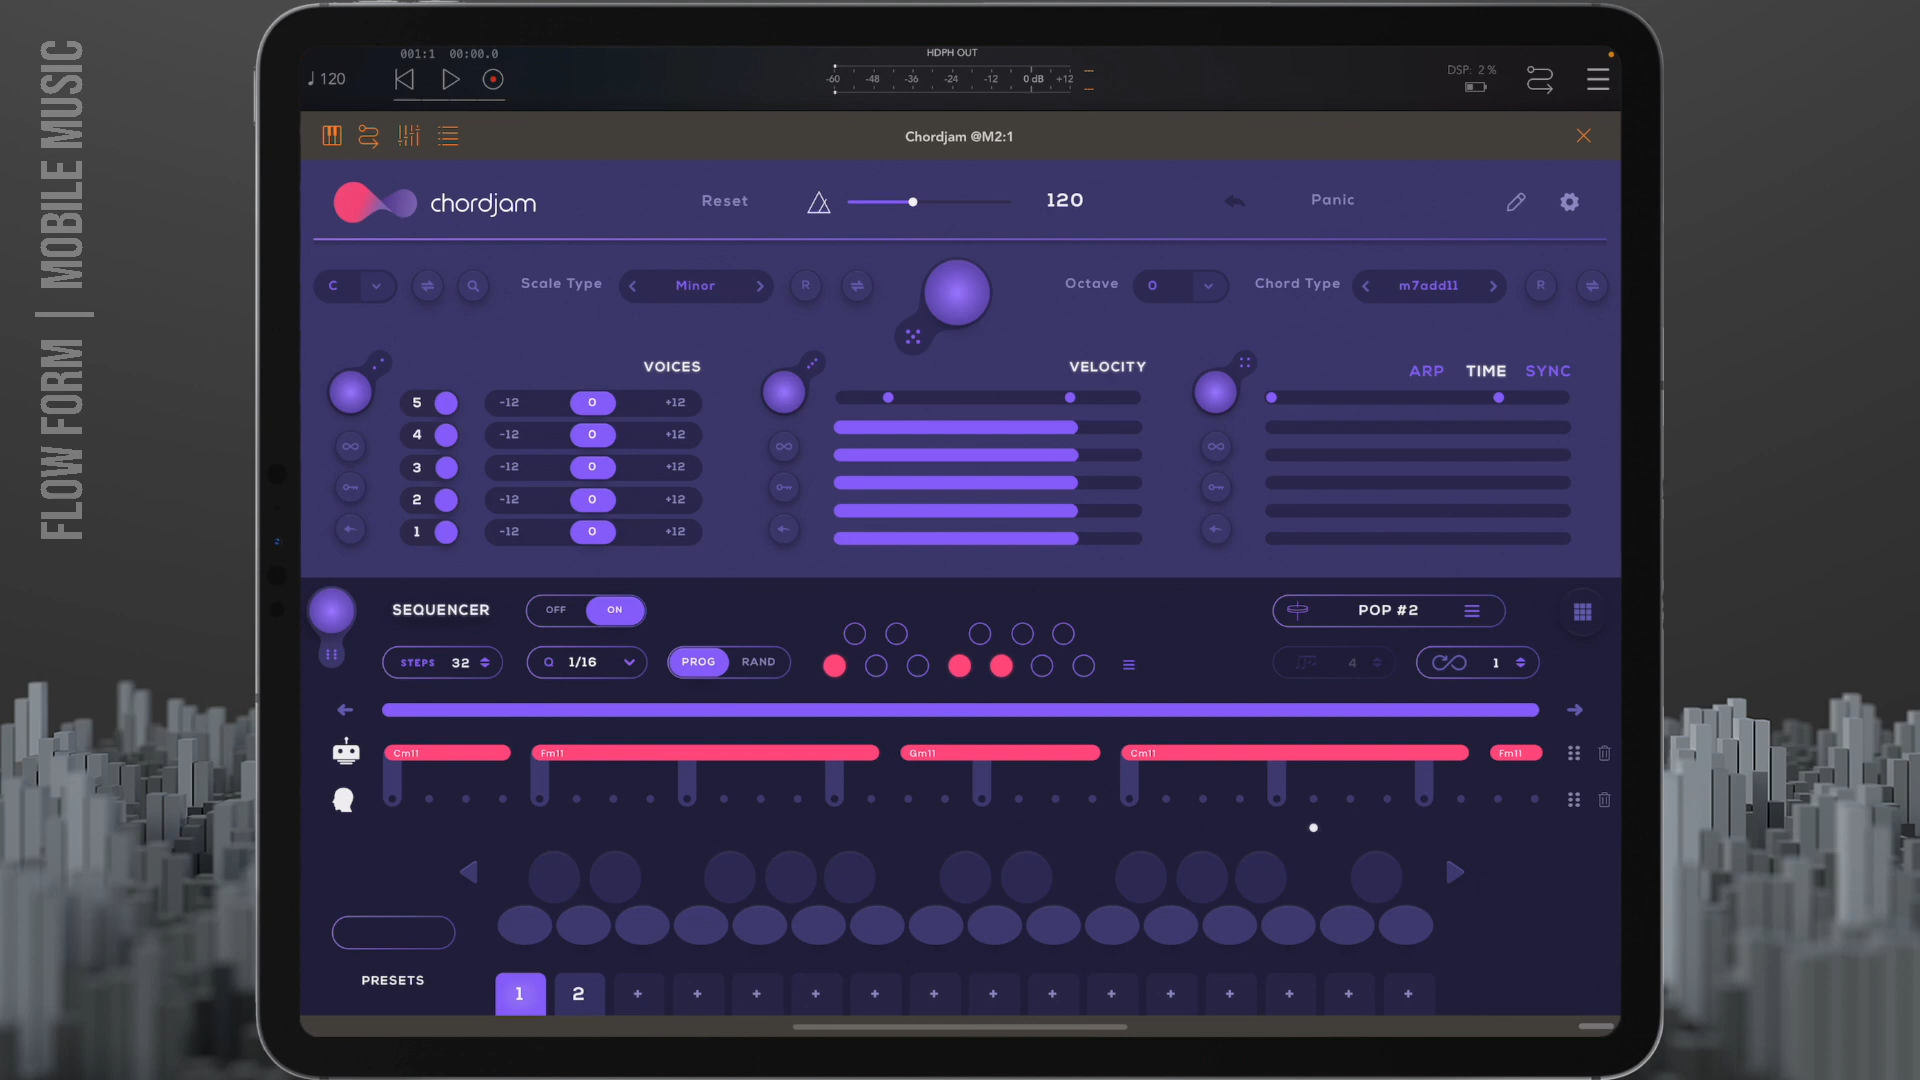 FLOW FORM | MOBILE MUSIC
001:1 00:00.0
♩120
HDPH OUT
-60 -48 -36 -24 -12 0 dB +12
DSP: 2 %
Chordjam @M2:1
chordjam
Reset
120
Panic
C
Scale Type
Minor
R
Octave
0
Chord Type
m7add11
R
VOICES
5 -12 0 +12
4 -12 0 +12
3 -12 0 +12
2 -12 0 +12
1 -12 0 +12
VELOCITY
ARP TIME SYNC
SEQUENCER
OFF ON
POP #2
STEPS 32
Q 1/16
PROG RAND
4
1
Cm11 Fm11 Gm11 Cm11 Fm11
PRESETS
1 2 + + + + + + + + + + + + + +